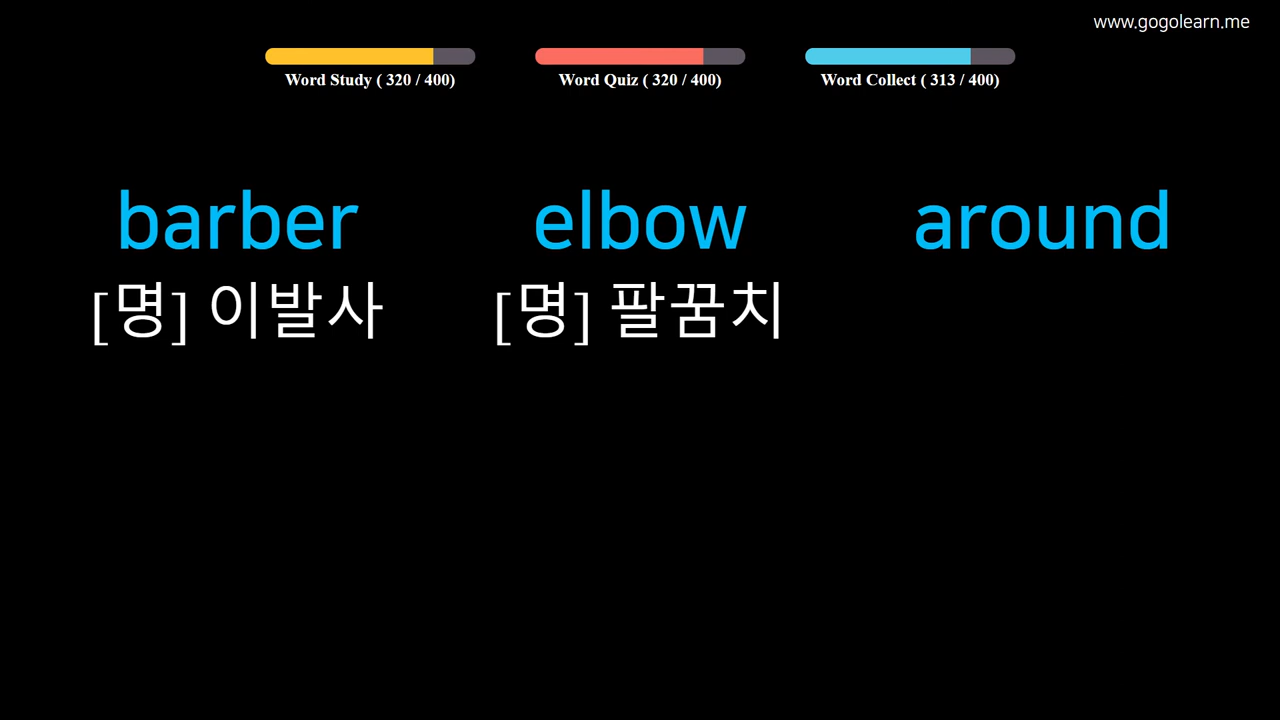 www.gogolearn.me
Word Study ( 320 / 400)
Word Quiz ( 320 / 400)
Word Collect ( 313 / 400)
barber
elbow
around
[명] 이발사
[명] 팔꿈치